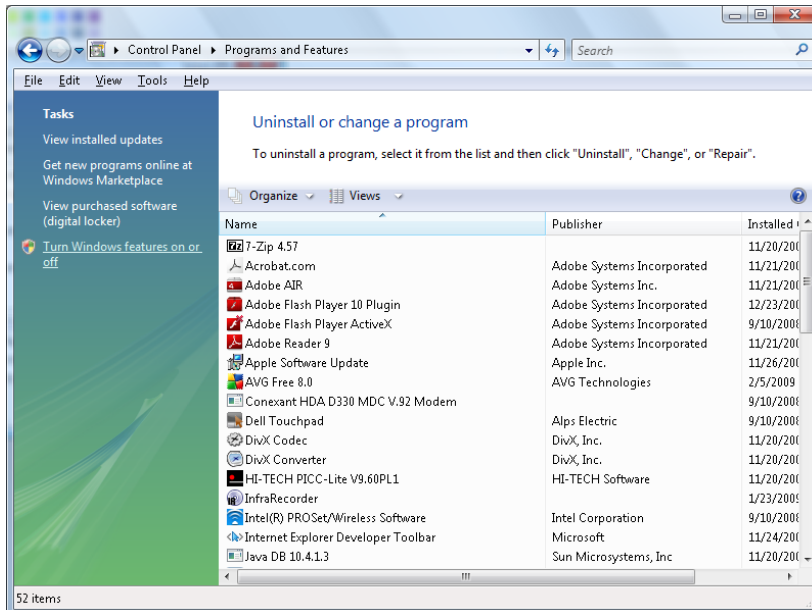 Control Panel Programs and Features Search
File Edit View Tools Help
Tasks
View installed updates
Get new programs online at
Windows Marketplace
View purchased software
(digital locker)
Turn Windows features on or
off
Uninstall or change a program
To uninstall a program, select it from the list and then click "Uninstall", "Change", or "Repair".
Organize Views
Name Publisher Installed
7-Zip 4.57 11/20/200
Acrobat.com Adobe Systems Incorporated 11/21/200
Adobe AIR Adobe Systems Inc. 11/21/200
Adobe Flash Player 10 Plugin Adobe Systems Incorporated 12/23/200
Adobe Flash Player ActiveX Adobe Systems Incorporated 9/10/2008
Adobe Reader 9 Adobe Systems Incorporated 11/21/200
Apple Software Update Apple Inc. 11/26/200
AVG Free 8.0 AVG Technologies 2/5/2009
Conexant HDA D330 MDC V.92 Modem 9/10/2008
Dell Touchpad Alps Electric 9/10/2008
DivX Codec DivX, Inc. 11/20/200
DivX Converter DivX, Inc. 11/20/200
HI-TECH PICC-Lite V9.60PL1 HI-TECH Software 11/20/200
InfraRecorder 1/23/2009
Intel(R) PROSet/Wireless Software Intel Corporation 9/10/2008
Internet Explorer Developer Toolbar Microsoft 11/24/200
Java DB 10.4.1.3 Sun Microsystems, Inc 11/20/200
52 items